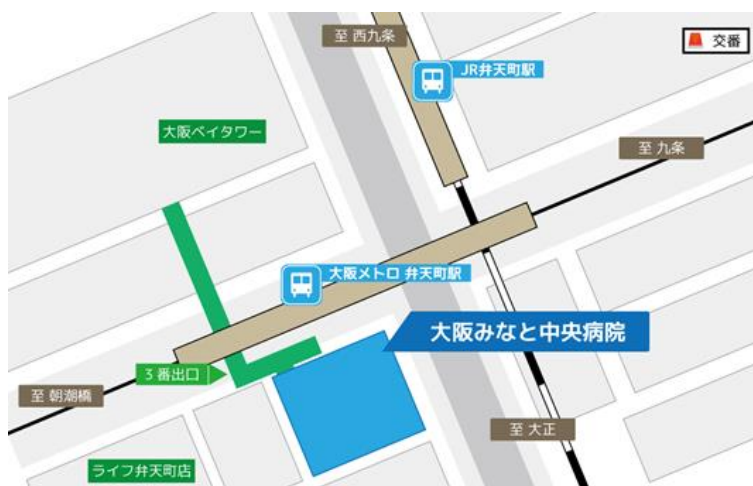 至 西九条
交番
JR弁天町駅
大阪ベイタワー
至 九条
大阪メトロ 弁天町駅
大阪みなと中央病院
3番出口
至 朝潮橋
至 大正
ライフ弁天町店